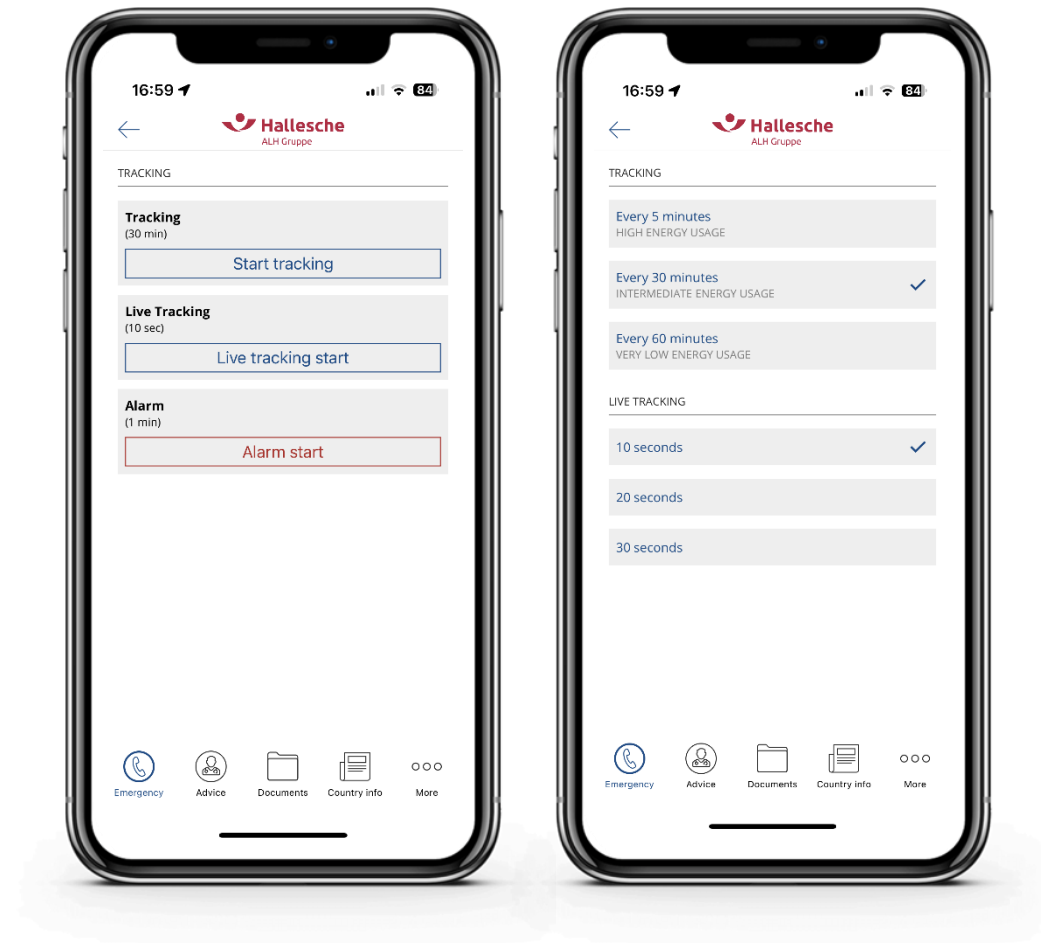 16:59
84
Hallesche
ALH Gruppe
TRACKING
Tracking
(30 min)
Start tracking
Live Tracking
(10 sec)
Live tracking start
Alarm
(1 min)
Alarm start
Emergency
Advice
Documents
Country info
More
16:59
84
Hallesche
ALH Gruppe
TRACKING
Every 5 minutes
HIGH ENERGY USAGE
Every 30 minutes
INTERMEDIATE ENERGY USAGE
Every 60 minutes
VERY LOW ENERGY USAGE
LIVE TRACKING
10 seconds
20 seconds
30 seconds
Emergency
Advice
Documents
Country info
More